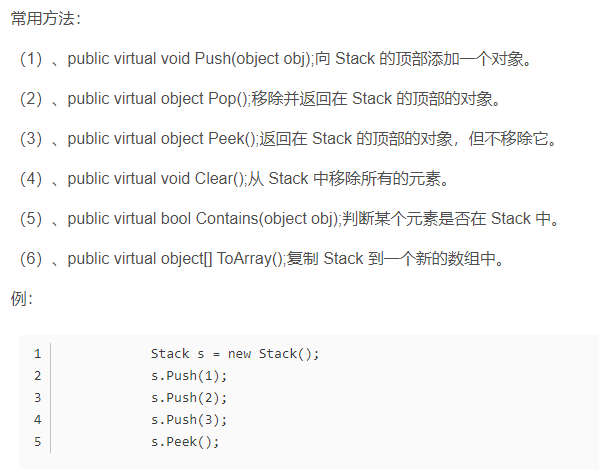 常用方法：
（1）、public virtual void Push(object obj);向 Stack 的顶部添加一个对象。
（2）、public virtual object Pop();移除并返回在 Stack 的顶部的对象。
（3）、public virtual object Peek();返回在 Stack 的顶部的对象，但不移除它。
（4）、public virtual void Clear();从 Stack 中移除所有的元素。
（5）、public virtual bool Contains(object obj);判断某个元素是否在 Stack 中。
（6）、public virtual object[] ToArray();复制 Stack 到一个新的数组中。
例：
1 Stack s = new Stack();
2 s.Push(1);
3 s.Push(2);
4 s.Push(3);
5 s.Peek();